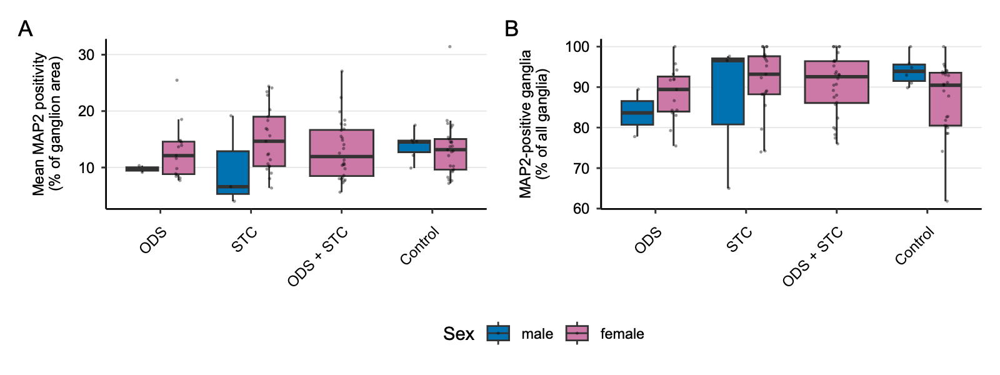 A
Mean MAP2 positivity
(% of ganglion area)
30
20
10
ODS
STC
ODS + STC
Control
B
MAP2-positive ganglia
(% of all ganglia)
100
90
80
70
60
ODS
STC
ODS + STC
Control
Sex male female